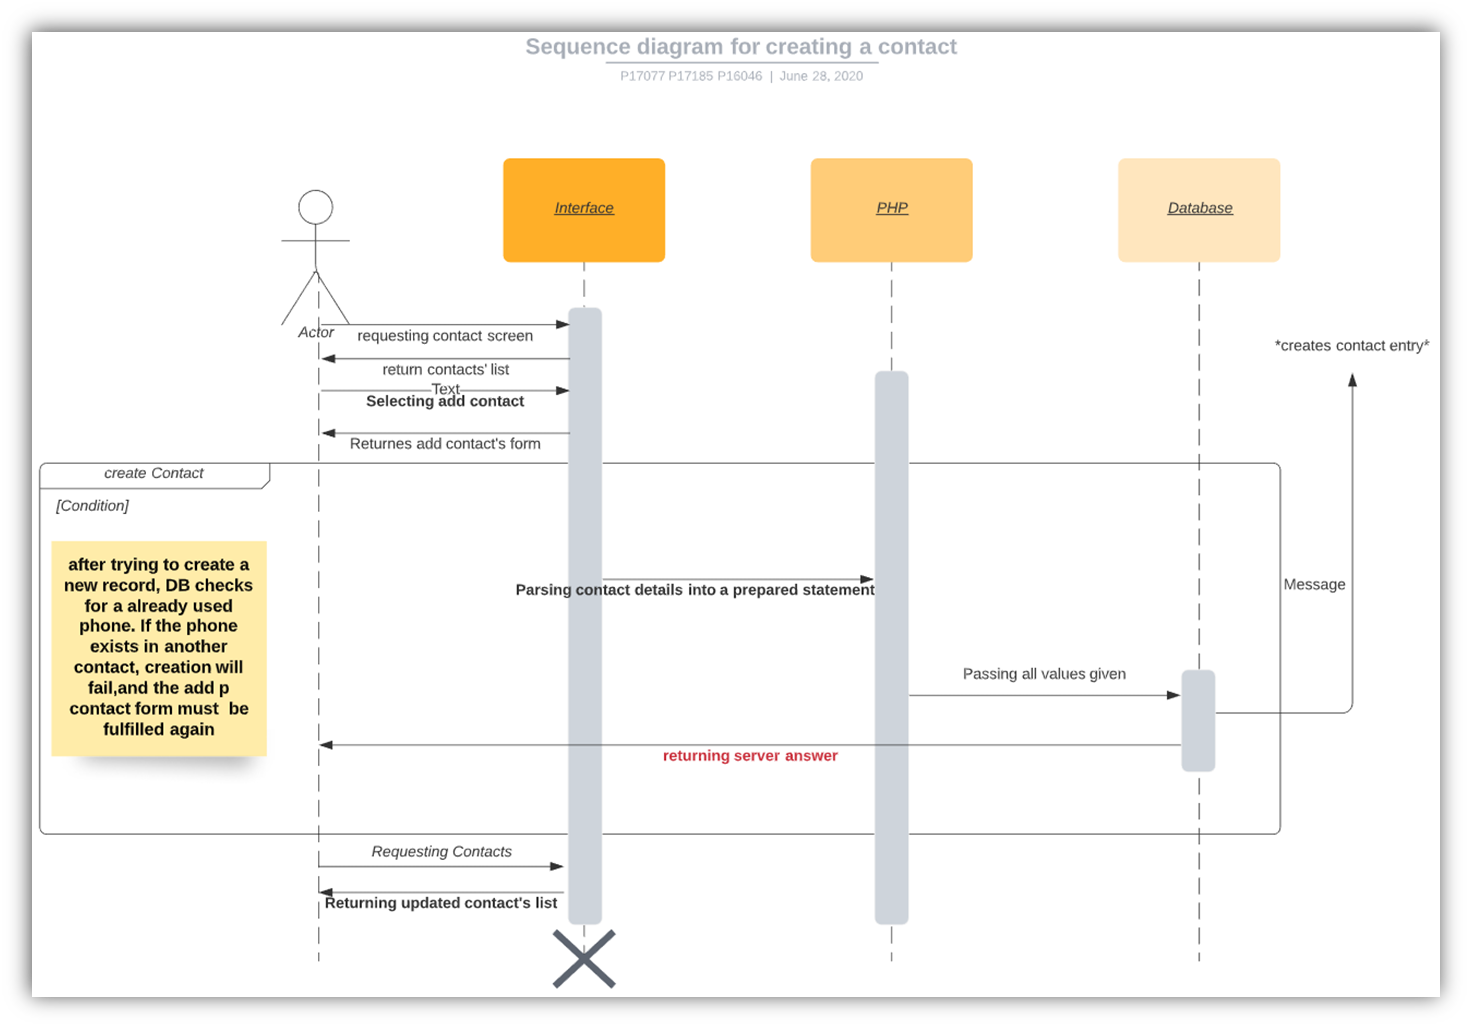 Sequence diagram for creating a contact
P17077 P17185 P16046 | June 28, 2020
Interface
PHP
Database
Actor
requesting contact screen
*creates contact entry*
return contacts' list
Text
Selecting add contact
Returnes add contact's form
create Contact
[Condition]
after trying to create a
new record, DB checks
for a already used
phone. If the phone
exists in another
contact, creation will
fail,and the add p
contact form must be
fulfilled again
Parsing contact details into a prepared statement
Message
Passing all values given
returning server answer
Requesting Contacts
Returning updated contact's list